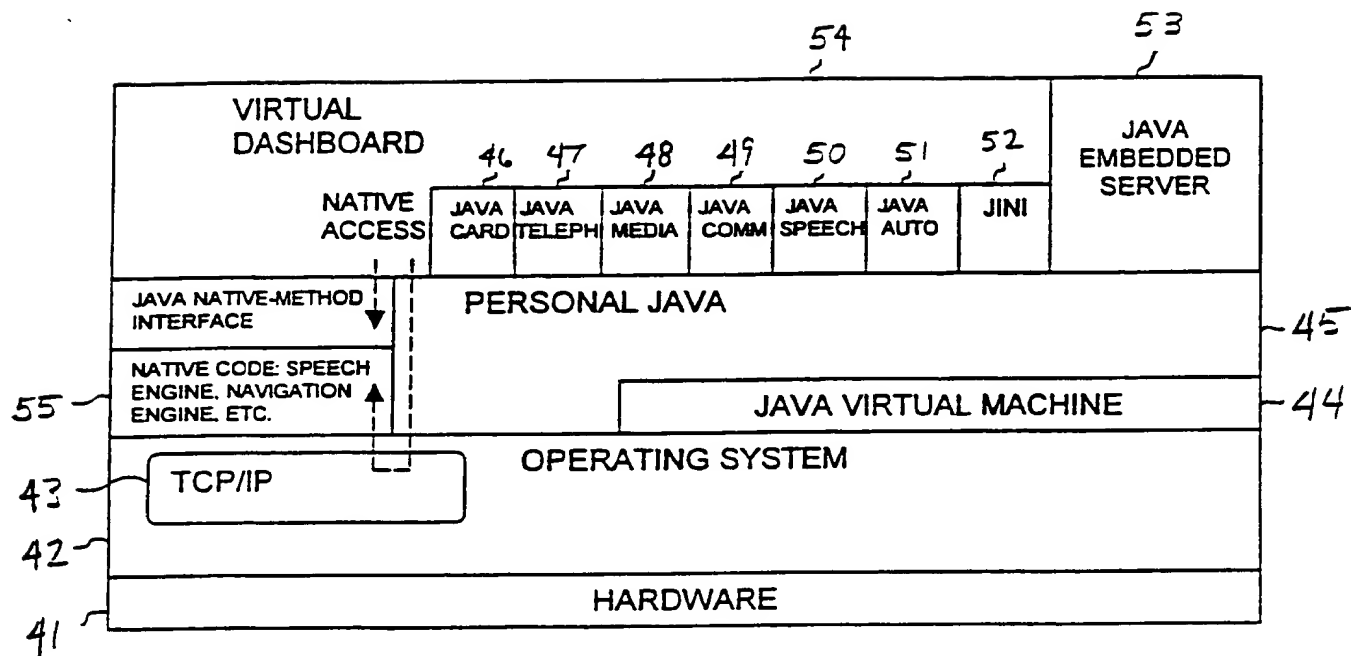 54
53
VIRTUAL
DASHBOARD
JAVA
EMBEDDED
SERVER
46 47 48 49 50 51 52
NATIVE
ACCESS
JAVA
CARD
JAVA
TELEPH
JAVA
MEDIA
JAVA
COMM
JAVA
SPEECH
JAVA
AUTO
JINI
JAVA NATIVE-METHOD
INTERFACE
PERSONAL JAVA
45
NATIVE CODE: SPEECH
ENGINE, NAVIGATION
ENGINE, ETC.
55
JAVA VIRTUAL MACHINE
44
OPERATING SYSTEM
TCP/IP
43
42
HARDWARE
41